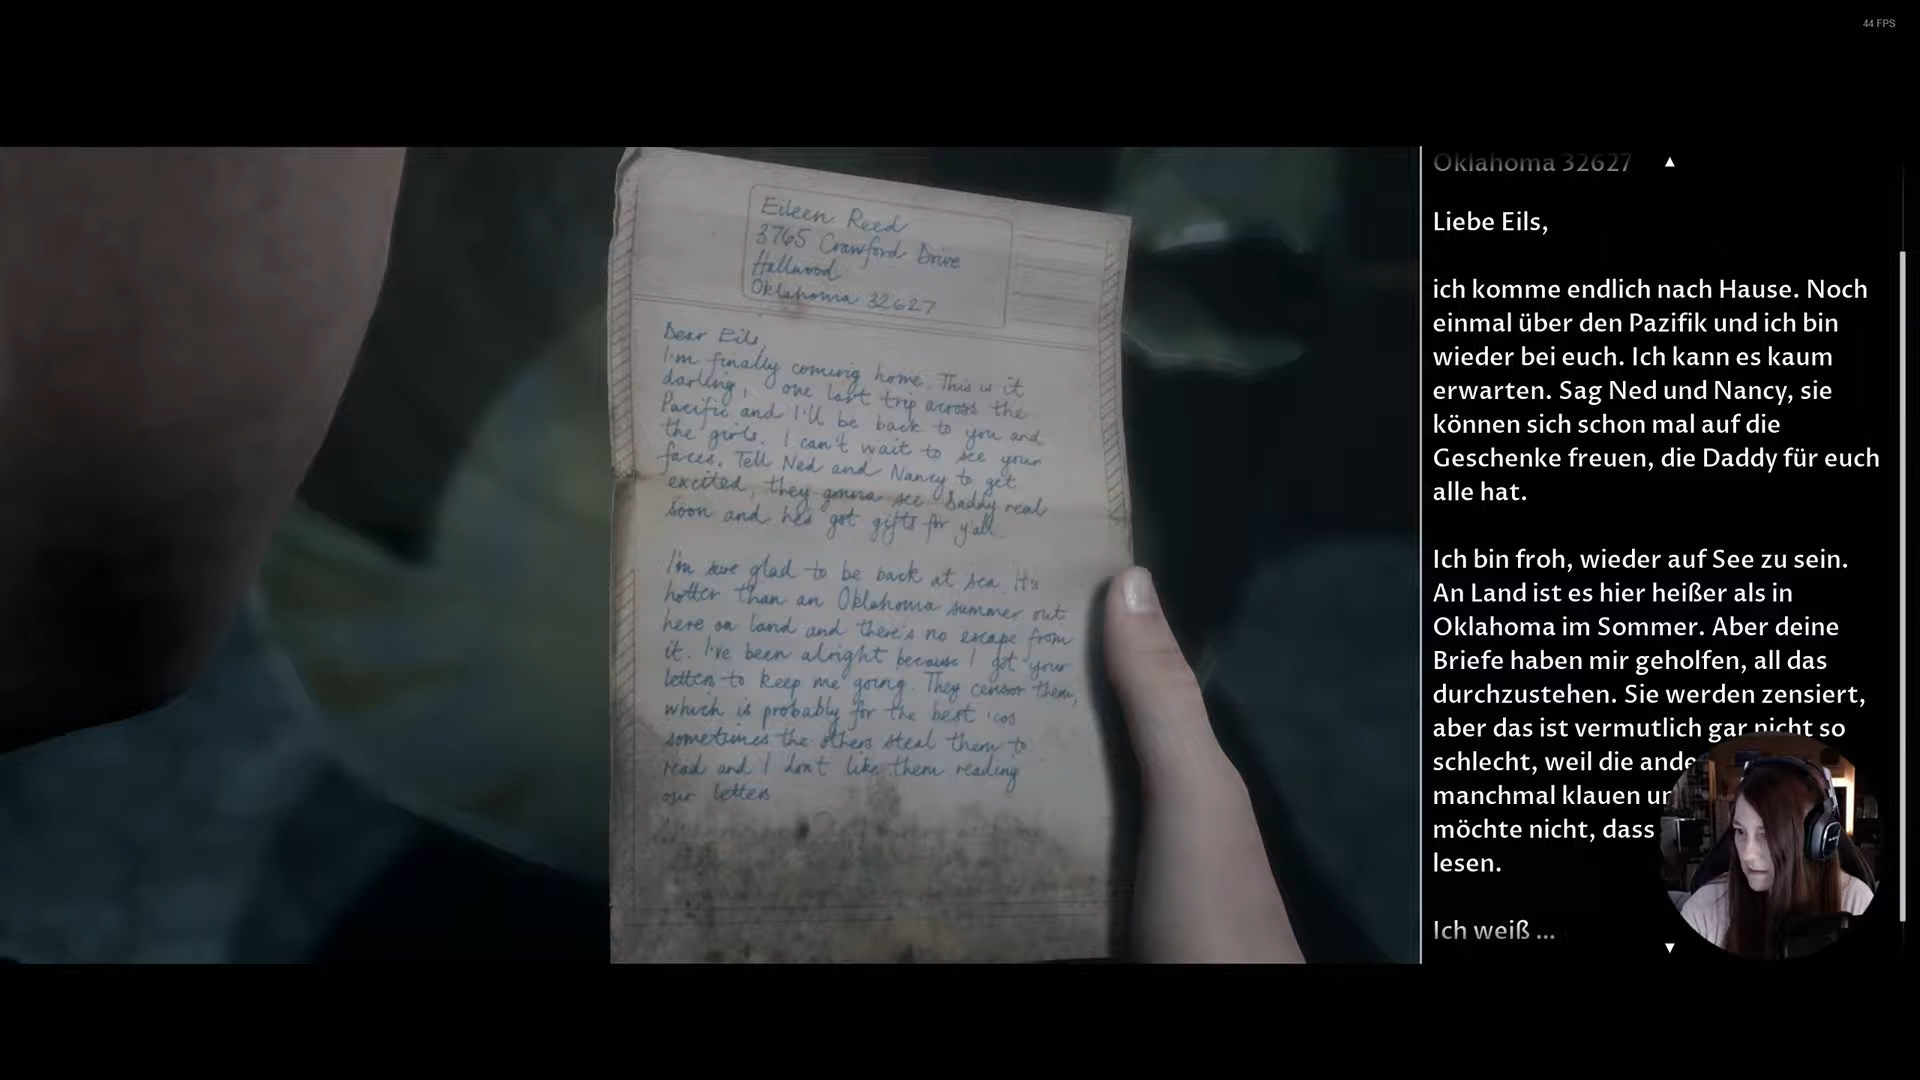 44 FPS
Eileen Reed
3765 Crawford Drive
Hallwood
Oklahoma 32627
Dear Eils,
I'm finally coming home. This is it
darling, one last trip across the
Pacific and I'll be back to you and
the girls. I can't wait to see your
faces. Tell Ned and Nancy to get
excited, they gonna see Daddy real
soon and he's got gifts for y'all.
I'm sure glad to be back at sea. It's
hotter than an Oklahoma summer out
here on land and there's no escape from
it. I've been alright because I got your
letters to keep me going. They censor them,
which is probably for the best 'cos
sometimes the others steal them to
read and I don't like them reading
our letters
Oklahoma 32627 ▲
Liebe Eils,
ich komme endlich nach Hause. Noch
einmal über den Pazifik und ich bin
wieder bei euch. Ich kann es kaum
erwarten. Sag Ned und Nancy, sie
können sich schon mal auf die
Geschenke freuen, die Daddy für euch
alle hat.
Ich bin froh, wieder auf See zu sein.
An Land ist es hier heißer als in
Oklahoma im Sommer. Aber deine
Briefe haben mir geholfen, all das
durchzustehen. Sie werden zensiert,
aber das ist vermutlich gar nicht so
schlecht, weil die ande
manchmal klauen ur
möchte nicht, dass
lesen.
Ich weiß ...
▼